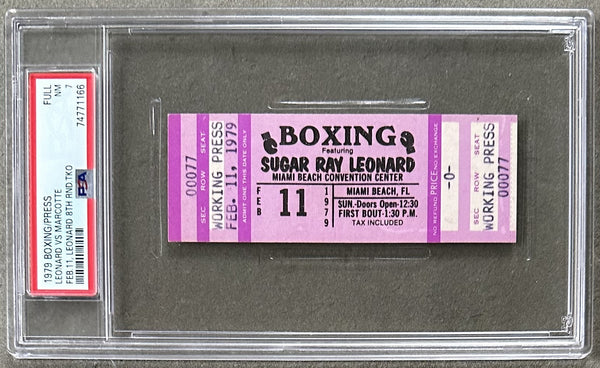 1979 BOXING/PRESS FULL
LEONARD VS MARCOTTE NM 7
FEB 11, LEONARD 8TH RND TKO 74771166
PSA
SEC ROW SEAT
00077
WORKING PRESS
FEB. 11, 1979
ADMIT ONE THIS DATE ONLY
BOXING
Featuring
SUGAR RAY LEONARD
MIAMI BEACH CONVENTION CENTER
FEB 11 1979
MIAMI BEACH, FL
SUN.-Doors Open-12:30
FIRST BOUT-1:30 P.M.
TAX INCLUDED
NO REFUND PRICE NO EXCHANGE
-0-
SEC ROW SEAT
WORKING PRESS
00077